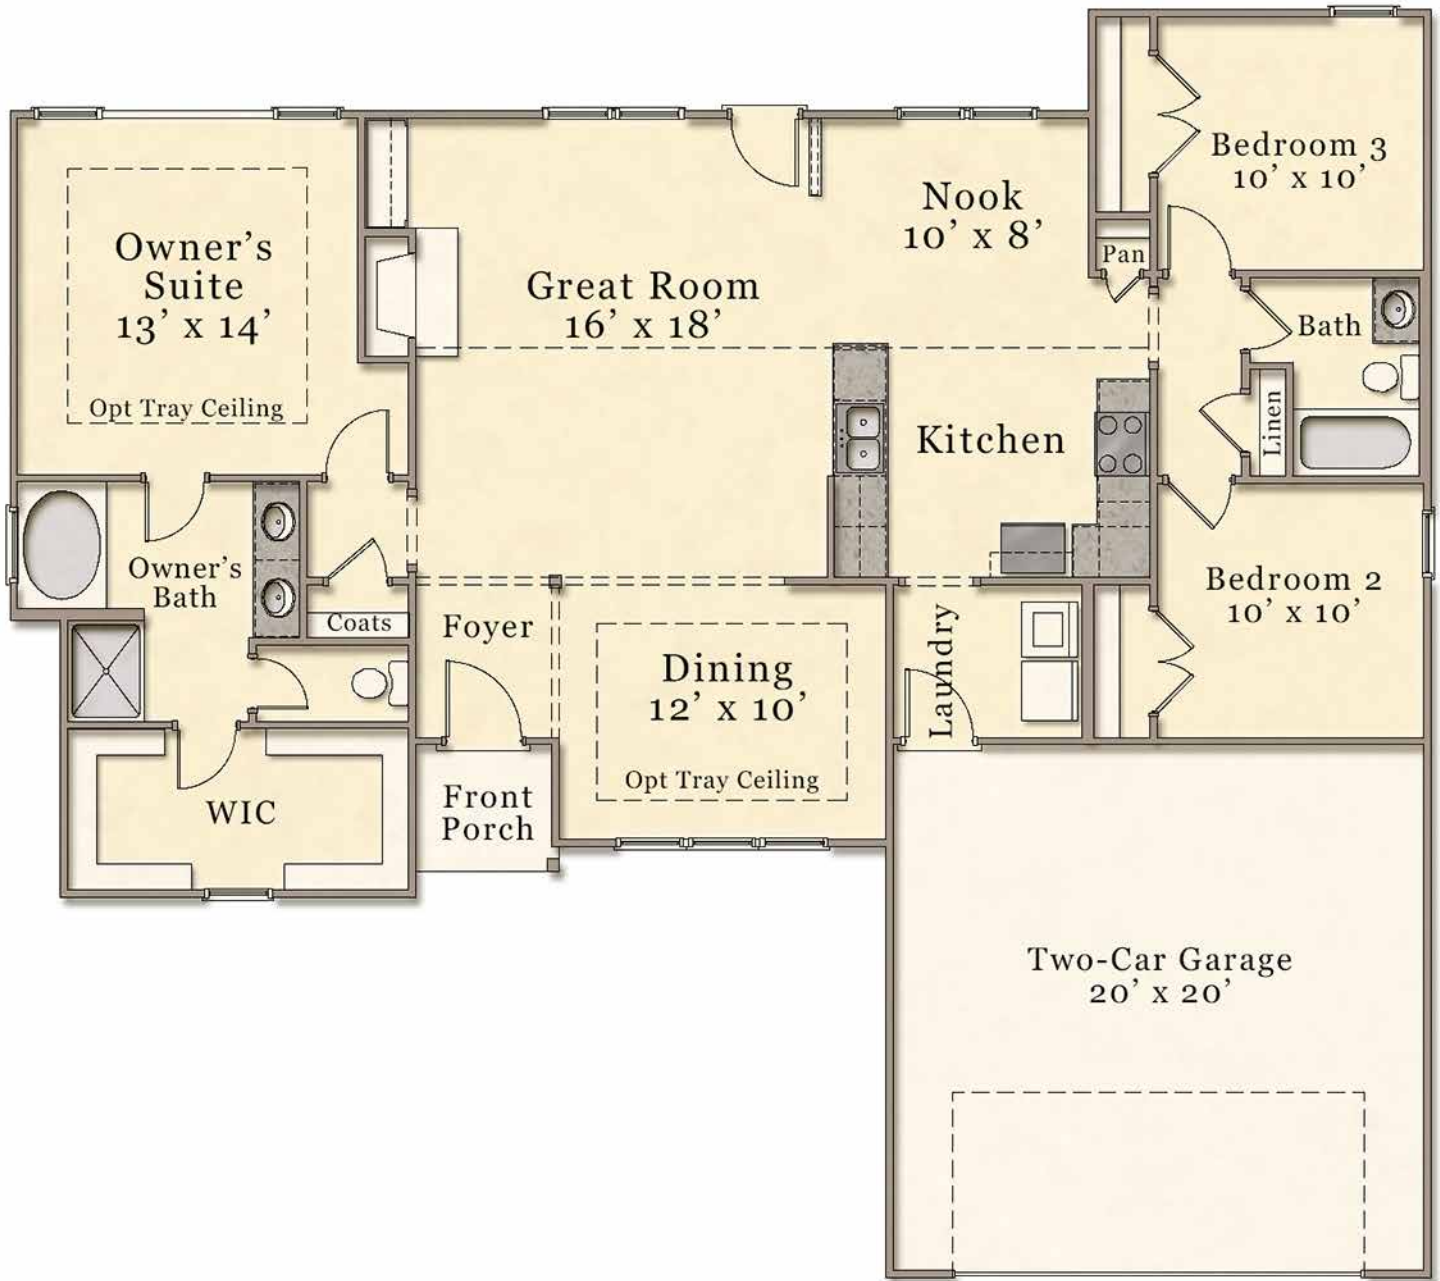 Bedroom 3
10' x 10'
Owner's
Suite
13' x 14'
Opt Tray Ceiling
Great Room
16' x 18'
Nook
10' x 8'
Pan
Bath
Linen
Kitchen
Owner's
Bath
Coats
Foyer
Dining
12' x 10'
Opt Tray Ceiling
Laundry
Bedroom 2
10' x 10'
WIC
Front
Porch
Two-Car Garage
20' x 20'